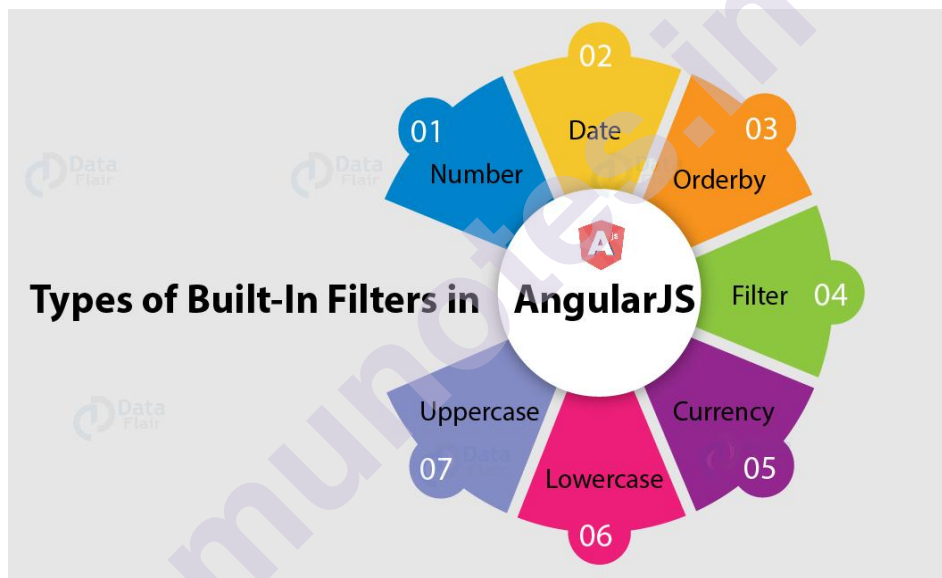 02
01
Date
03
Number
Orderby
Data
Flair
Data
Flair
A JS
Types of Built-In Filters in AngularJS
Filter 04
Uppercase
Currency
Data
Flair
07
Data
Lowercase
05
06
munotes.in